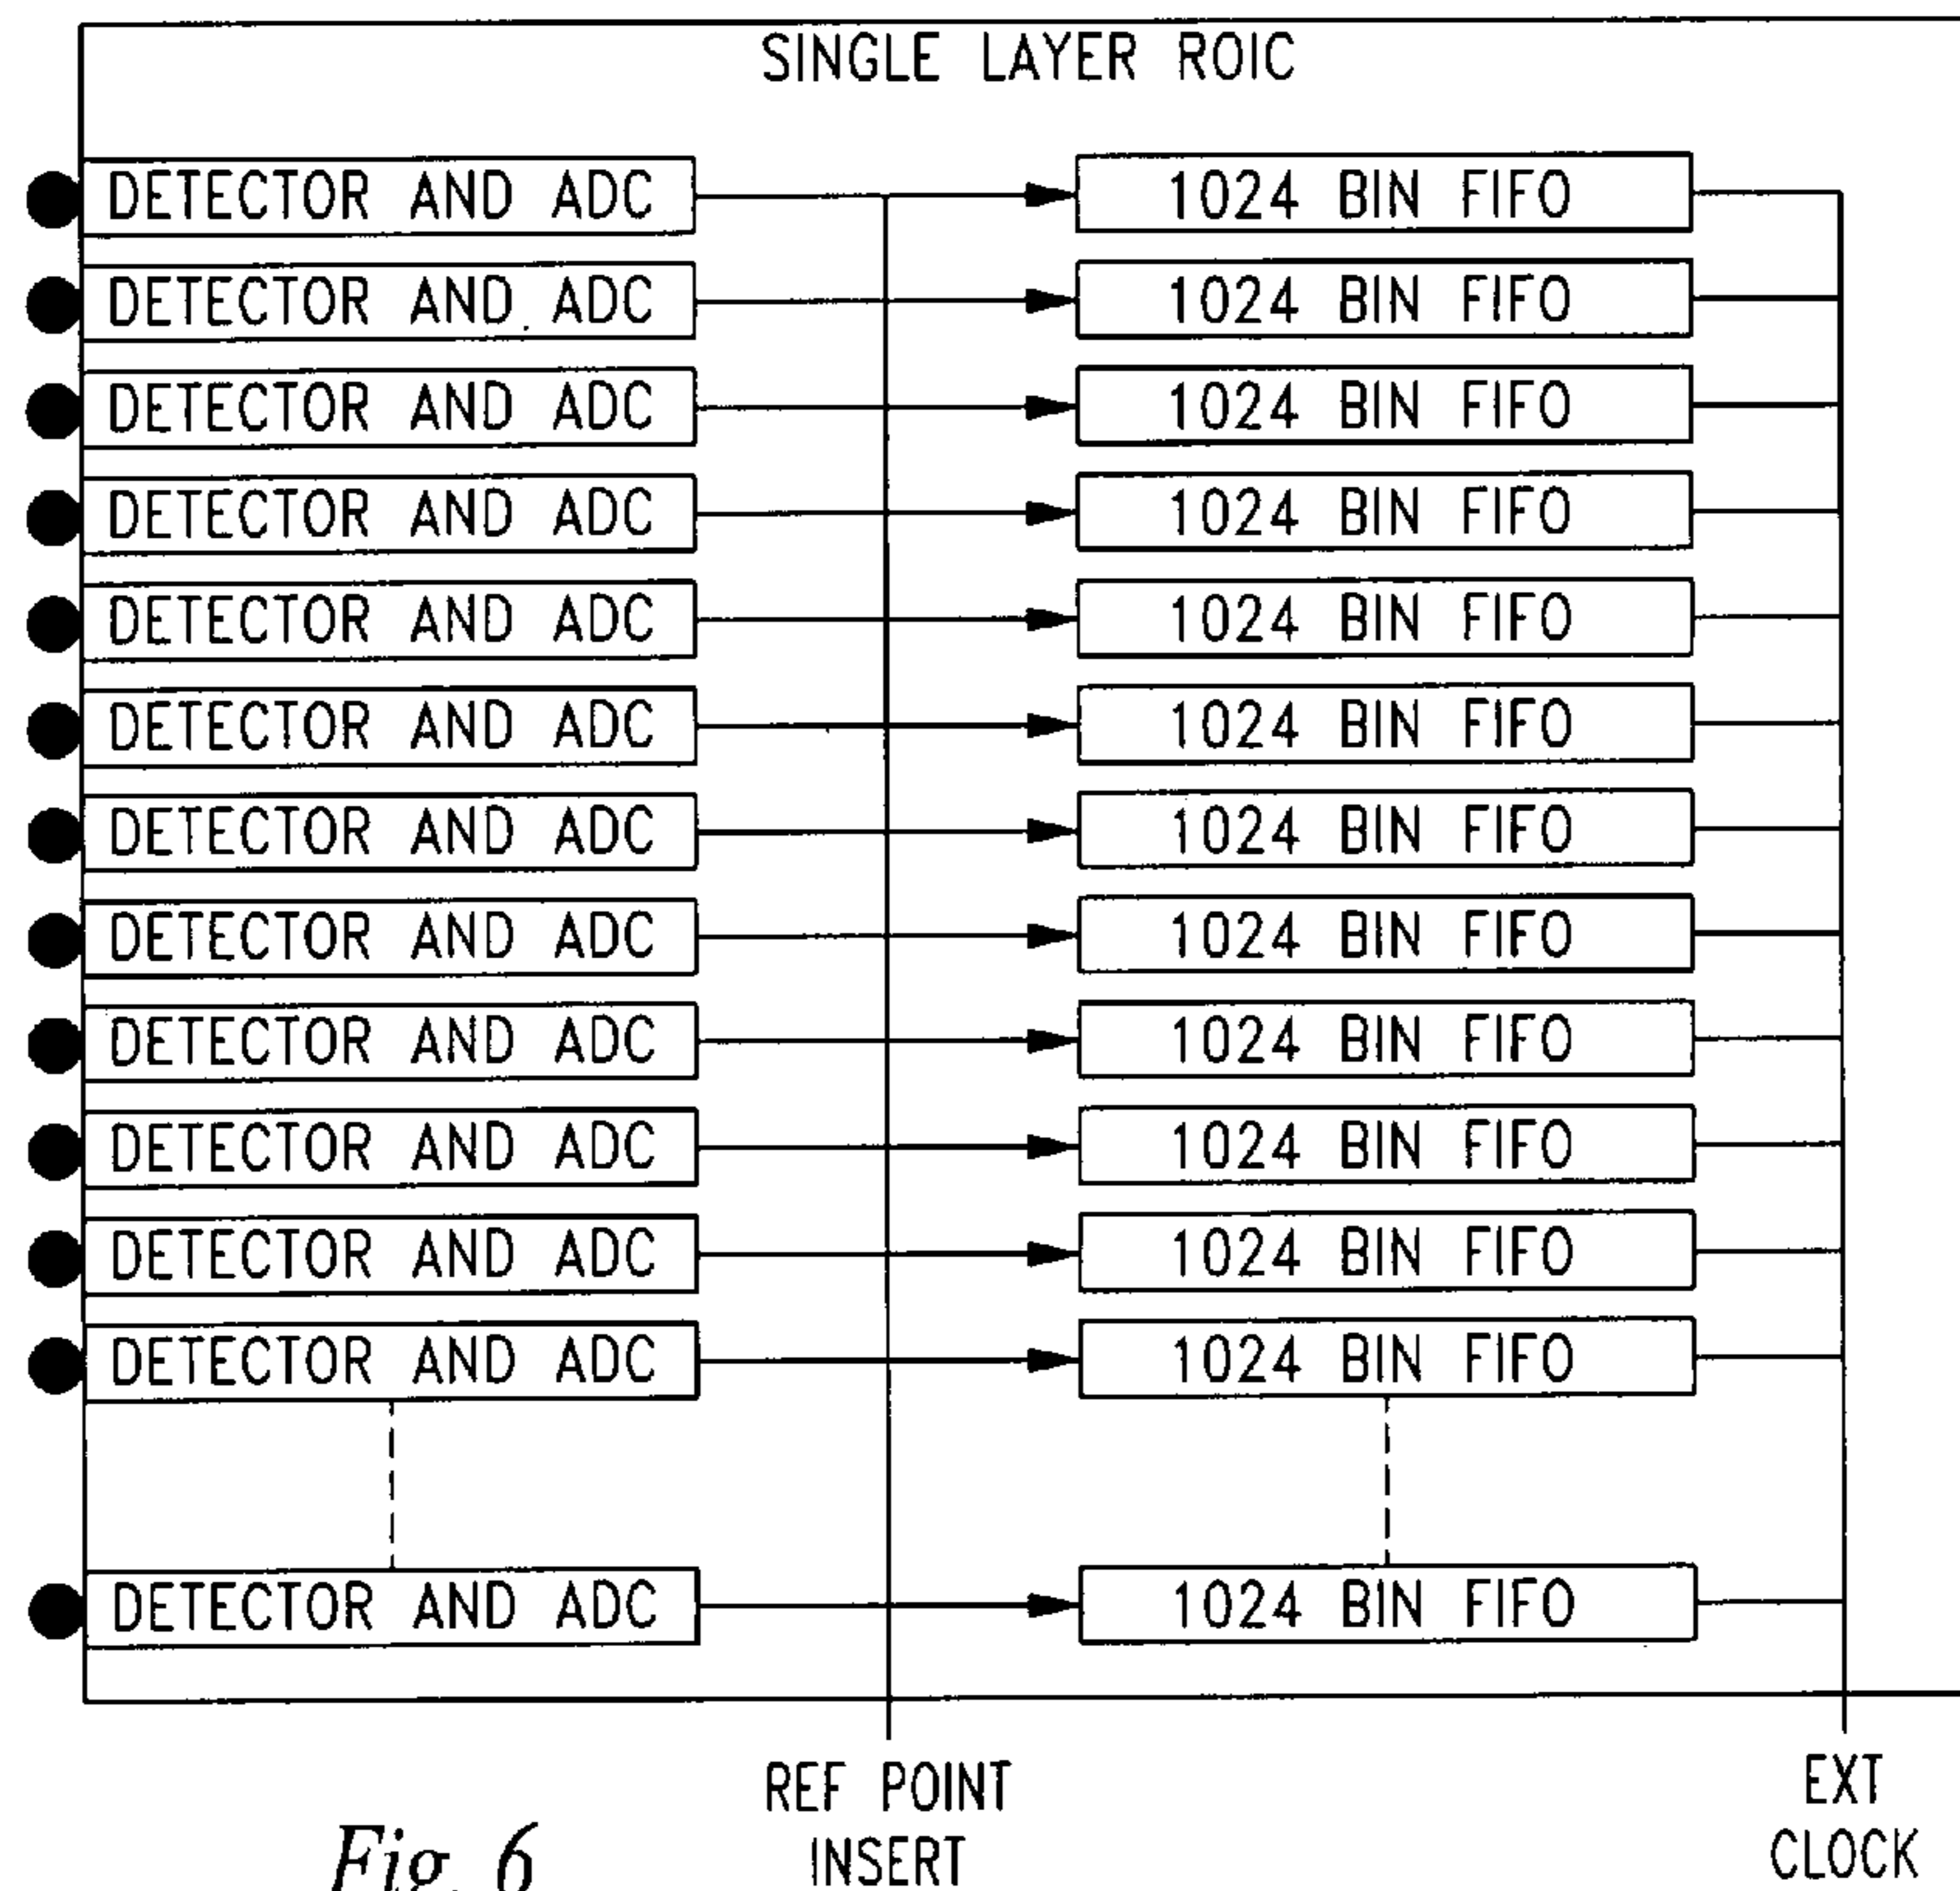 SINGLE LAYER ROIC
DETECTOR AND ADC 1024 BIN FIFO
DETECTOR AND ADC 1024 BIN FIFO
DETECTOR AND ADC 1024 BIN FIFO
DETECTOR AND ADC 1024 BIN FIFO
DETECTOR AND ADC 1024 BIN FIFO
DETECTOR AND ADC 1024 BIN FIFO
DETECTOR AND ADC 1024 BIN FIFO
DETECTOR AND ADC 1024 BIN FIFO
DETECTOR AND ADC 1024 BIN FIFO
DETECTOR AND ADC 1024 BIN FIFO
DETECTOR AND ADC 1024 BIN FIFO
DETECTOR AND ADC 1024 BIN FIFO
DETECTOR AND ADC 1024 BIN FIFO
REF POINT
INSERT
EXT
CLOCK
Fig. 6